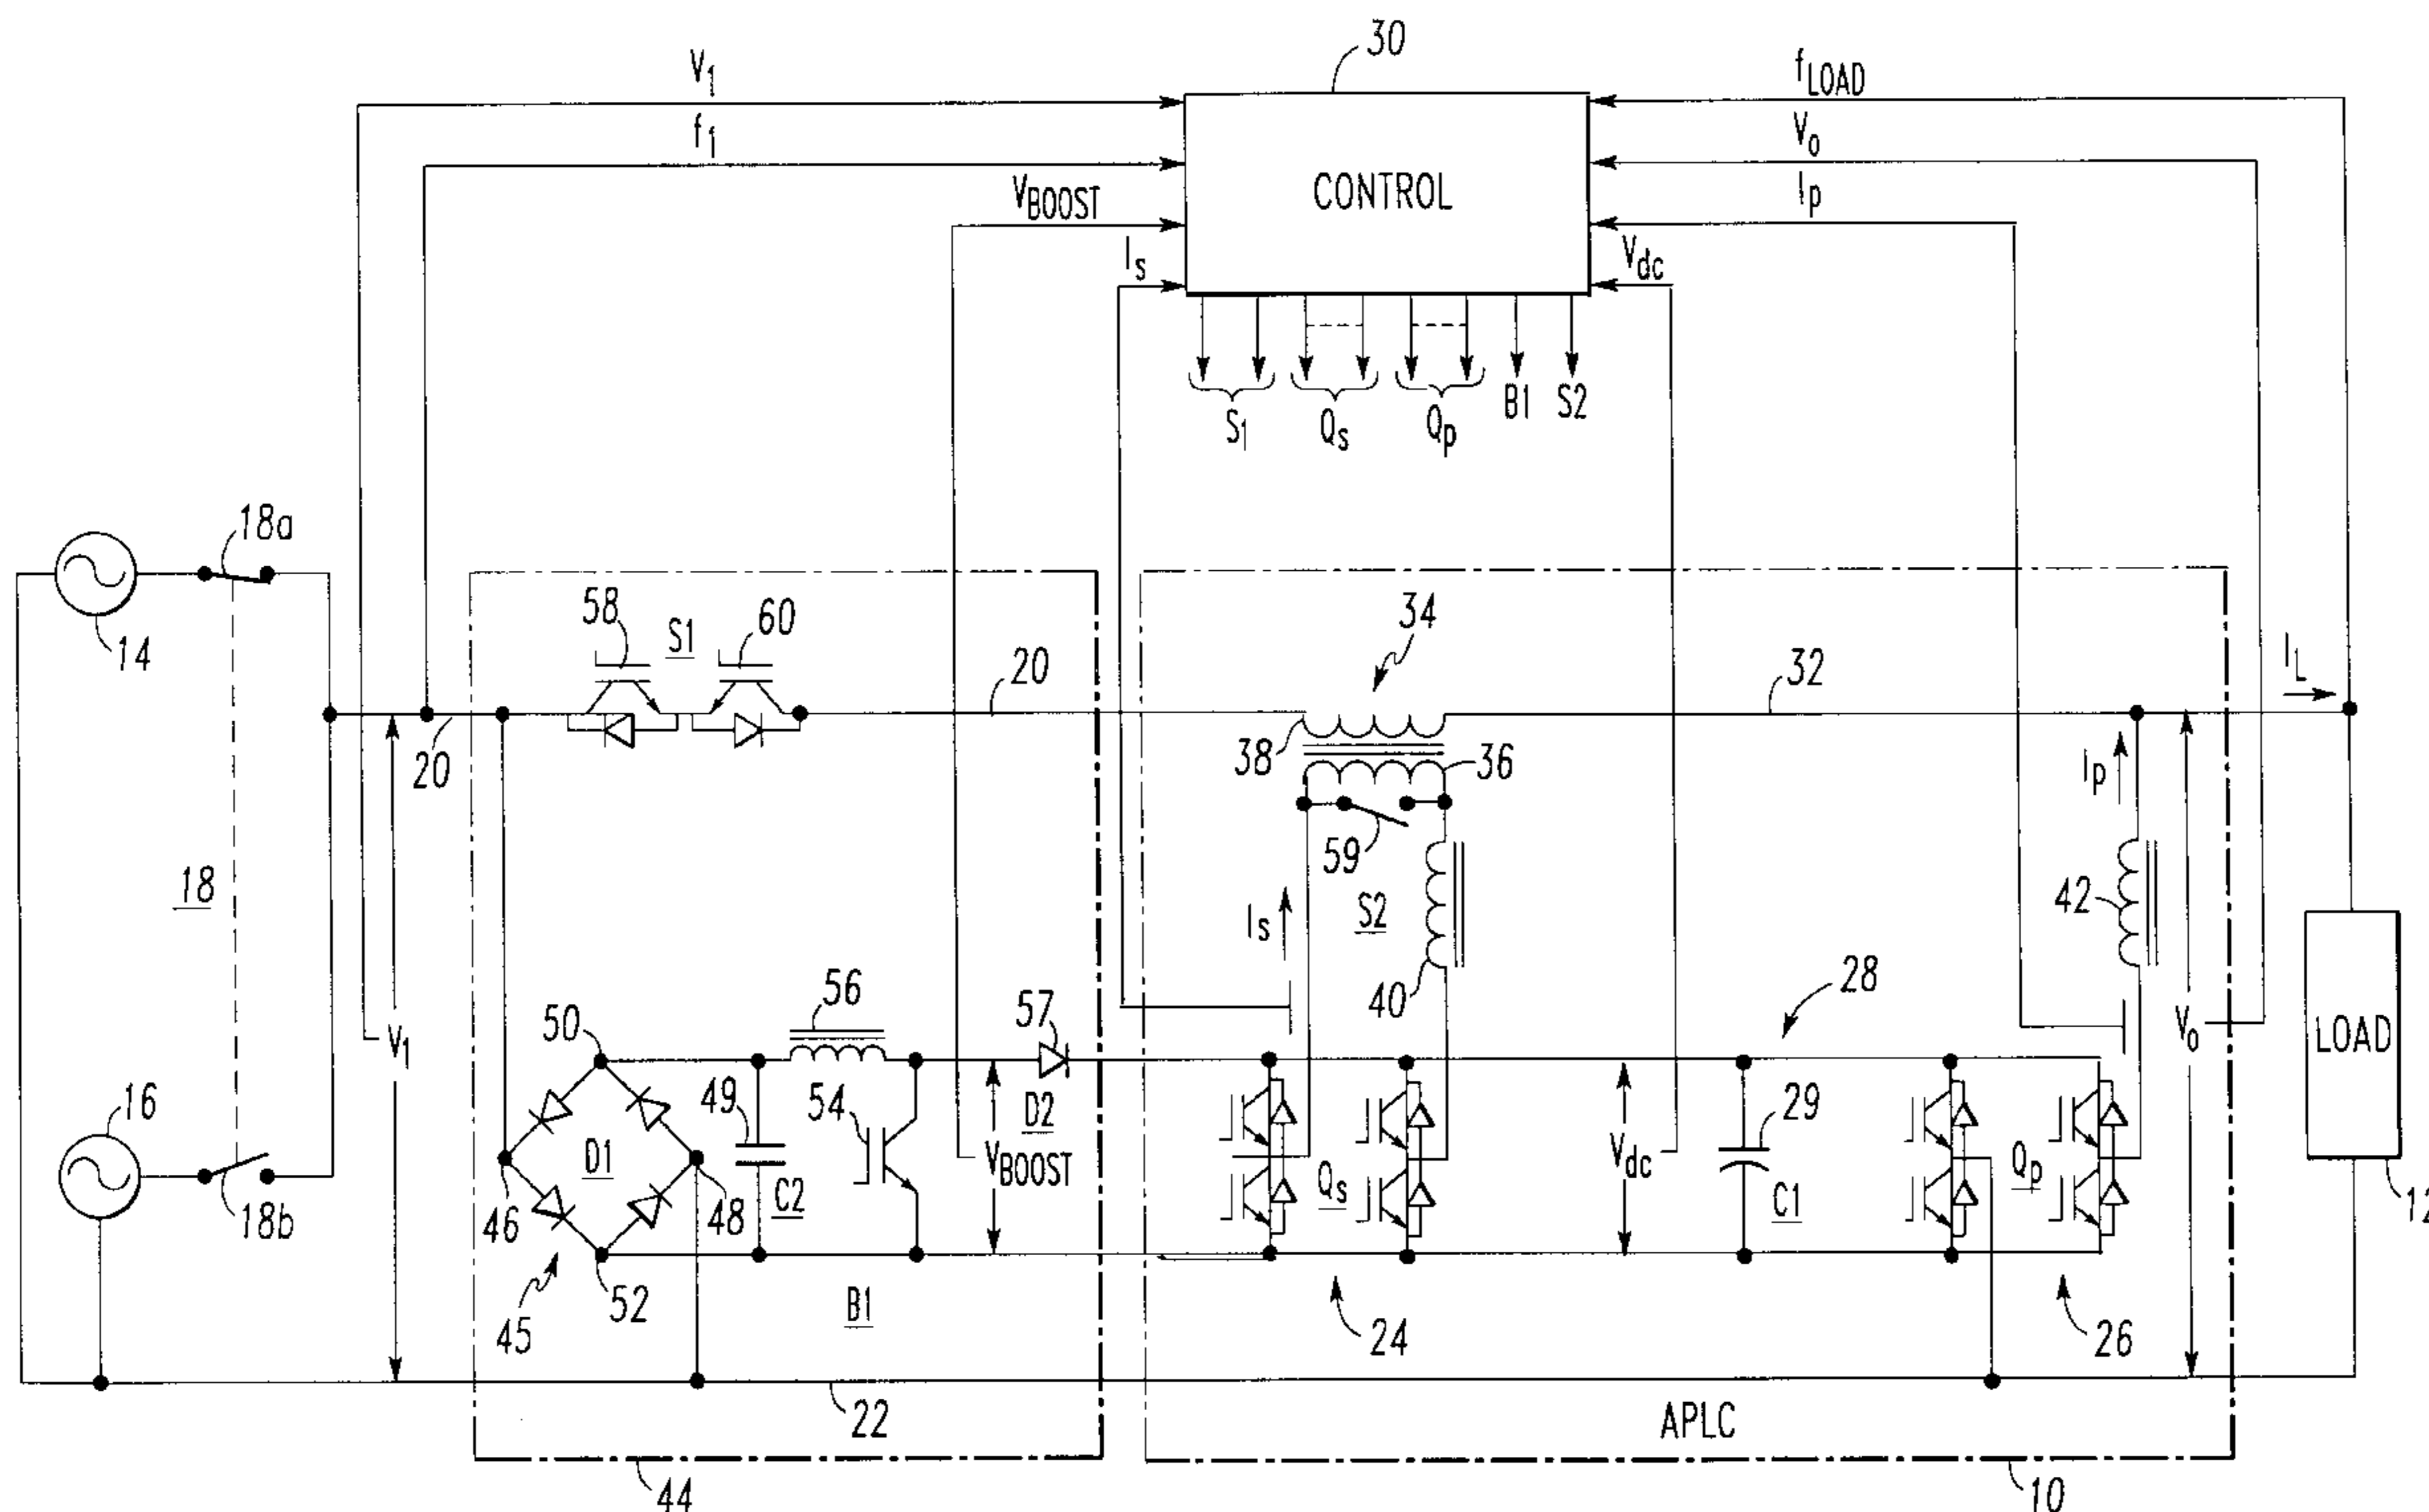 30
V1
fLOAD
f1
Vo
VBOOST
CONTROL
Ip
Is
Vdc
S1
Qs
Qp
B1
S2
18a
14
58
S1
60
34
20
32
IL
20
38
36
Ip
59
18
42
Is
S2
40
56
57
28
50
V1
Vo
LOAD
16
49
54
D2
29
D1
VBOOST
Qs
Vdc
Qp
18b
46
48
C2
C1
12
52
45
B1
24
26
22
APLC
44
10